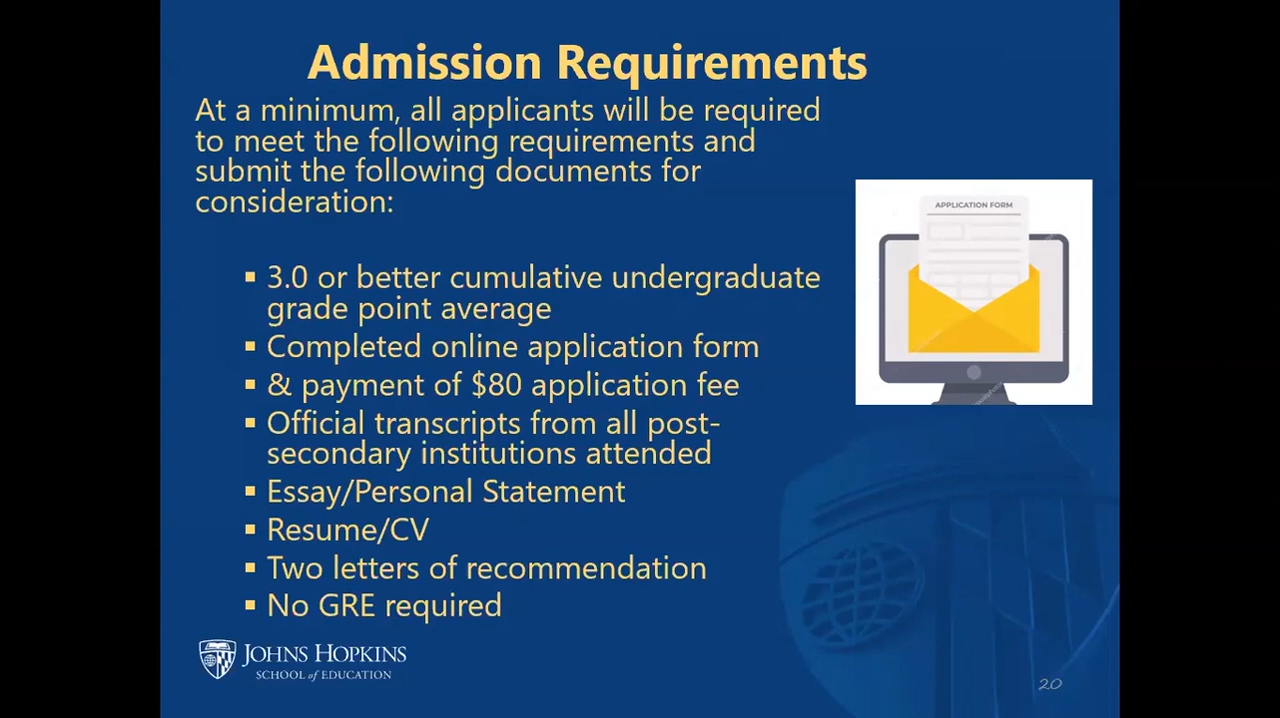 Admission Requirements
At a minimum, all applicants will be required
to meet the following requirements and
submit the following documents for
consideration:
APPLICATION FORM
▪ 3.0 or better cumulative undergraduate
grade point average
▪ Completed online application form
▪ & payment of $80 application fee
▪ Official transcripts from all post-
secondary institutions attended
▪ Essay/Personal Statement
▪ Resume/CV
▪ Two letters of recommendation
▪ No GRE required
JOHNS HOPKINS
SCHOOL of EDUCATION
20